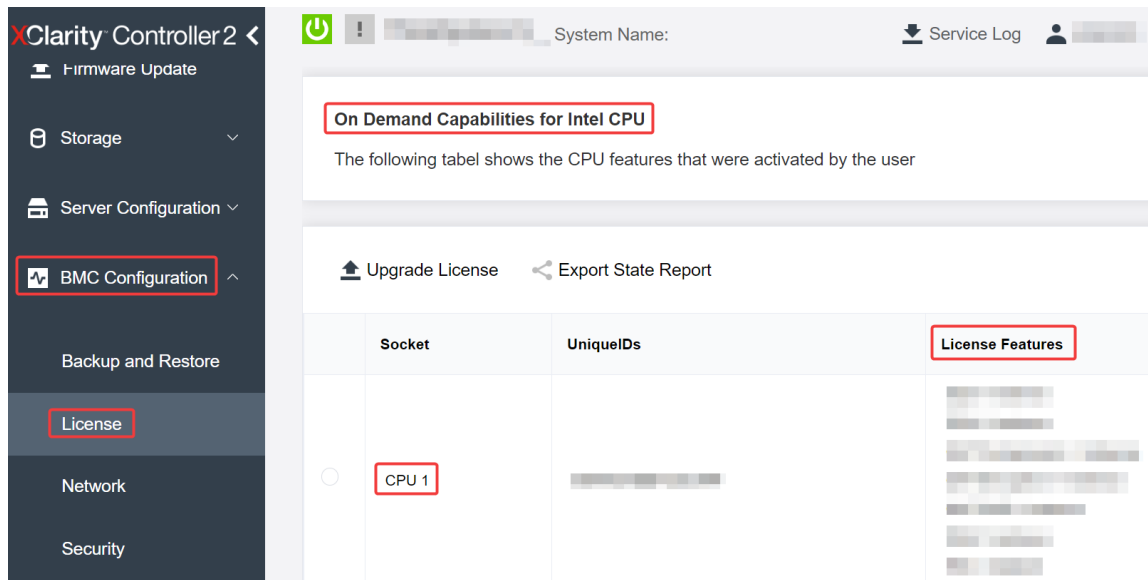 XClarity Controller 2
Firmware Update
Storage
Server Configuration
BMC Configuration
Backup and Restore
License
Network
Security
System Name:
Service Log
On Demand Capabilities for Intel CPU
The following tabel shows the CPU features that were activated by the user
Upgrade License
Export State Report
Socket
UniqueIDs
License Features
CPU 1